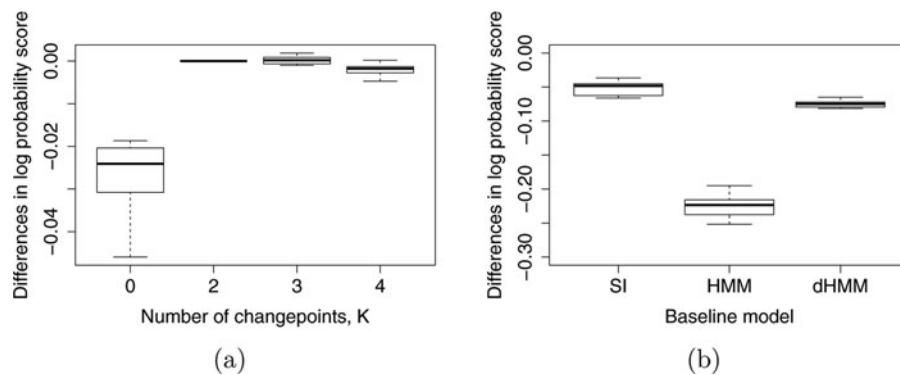 Differences in log probability score
0.00
−0.02
−0.04
0 2 3 4
Number of changepoints, K
(a)
Differences in log probability score
0.00
−0.10
−0.20
−0.30
SI HMM dHMM
Baseline model
(b)